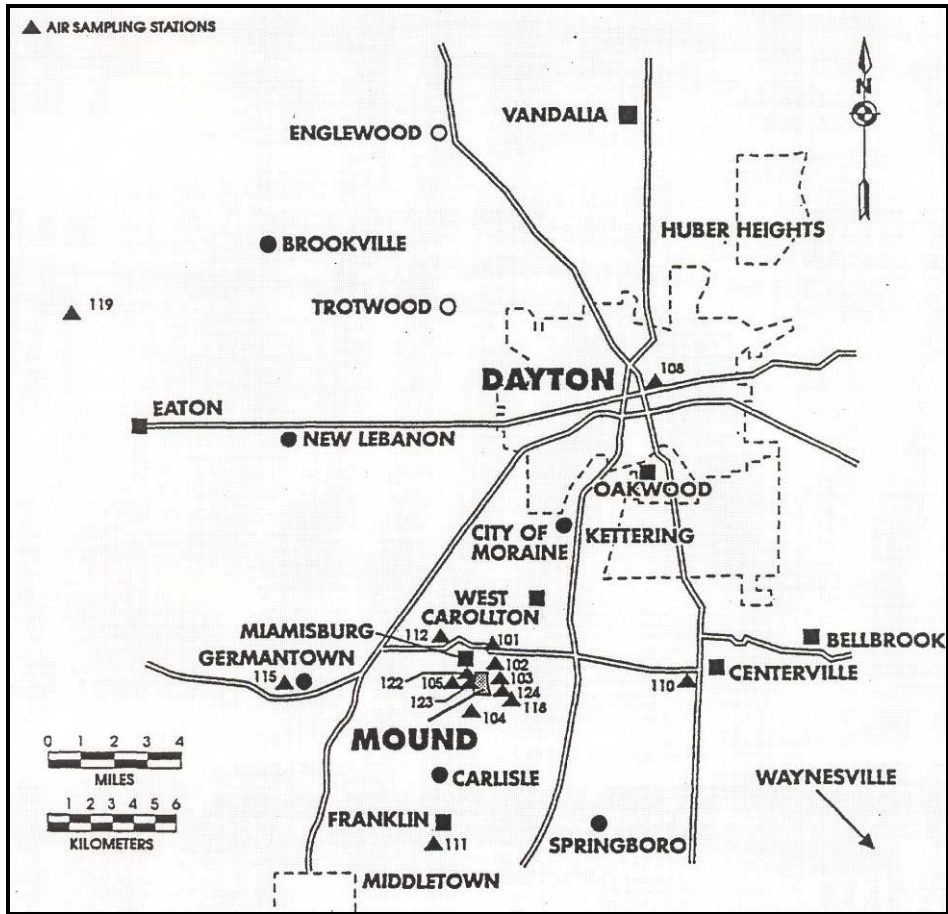 AIR SAMPLING STATIONS
N
VANDALIA
ENGLEWOOD
HUBER HEIGHTS
BROOKVILLE
119
TROTWOOD
108
DAYTON
EATON
NEW LEBANON
OAKWOOD
CITY OF
MORAINE
KETTERING
WEST
CAROLLTON
MIAMISBURG
112
101
BELLBROOK
GERMANTOWN
102
CENTERVILLE
115
122
105
103
110
123
124
118
104
MOUND
0 1 2 3 4
MILES
CARLISLE
WAYNESVILLE
1 2 3 4 5 6
KILOMETERS
FRANKLIN
111
SPRINGBORO
MIDDLETOWN